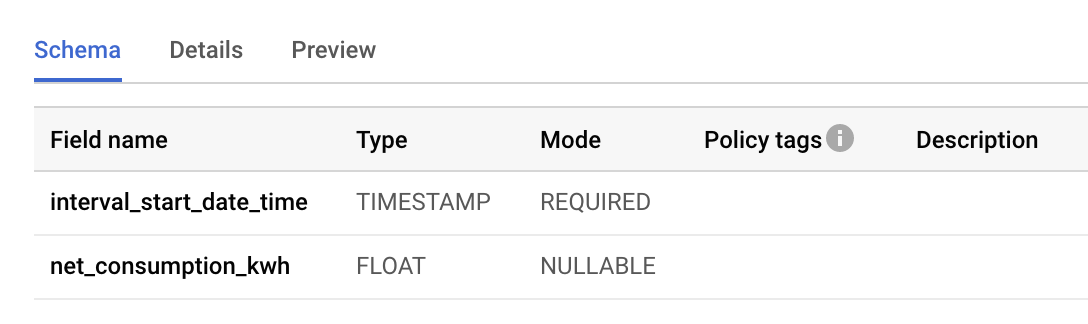 Schema Details Preview
Field name Type Mode Policy tags Description
interval_start_date_time TIMESTAMP REQUIRED
net_consumption_kwh FLOAT NULLABLE